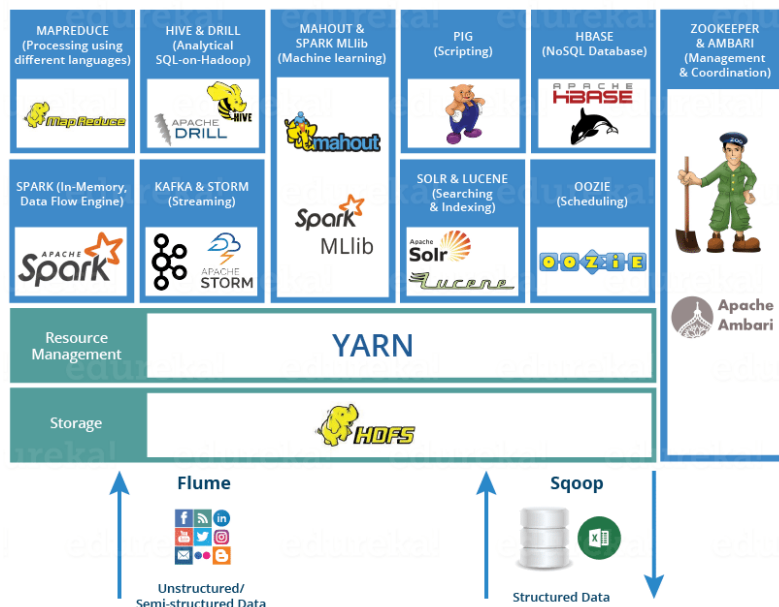 MAPREDUCE
(Processing using
different languages)
MapReduce
HIVE & DRILL
(Analytical
SQL-on-Hadoop)
HIVE
APACHE
DRILL
MAHOUT
& SPARK MLlib
(Machine learning)
mahout
Spark
MLlib
PIG
(Scripting)
HBASE
(NoSQL Database)
APACHE
HBASE
ZOOKEEPER
& AMBARI
(Management
& Coordination)
Apache
Ambari
SPARK (In-Memory,
Data Flow Engine)
APACHE
Spark
KAFKA & STORM
(Streaming)
APACHE
STORM
SOLR & LUCENE
(Searching
& Indexing)
Apache
Solr
Lucene
OOZIE
(Scheduling)
OOZIE
Resource
Management
YARN
Storage
HDFS
Flume
Unstructured/
Semi-structured Data
Sqoop
Structured Data
edureka!